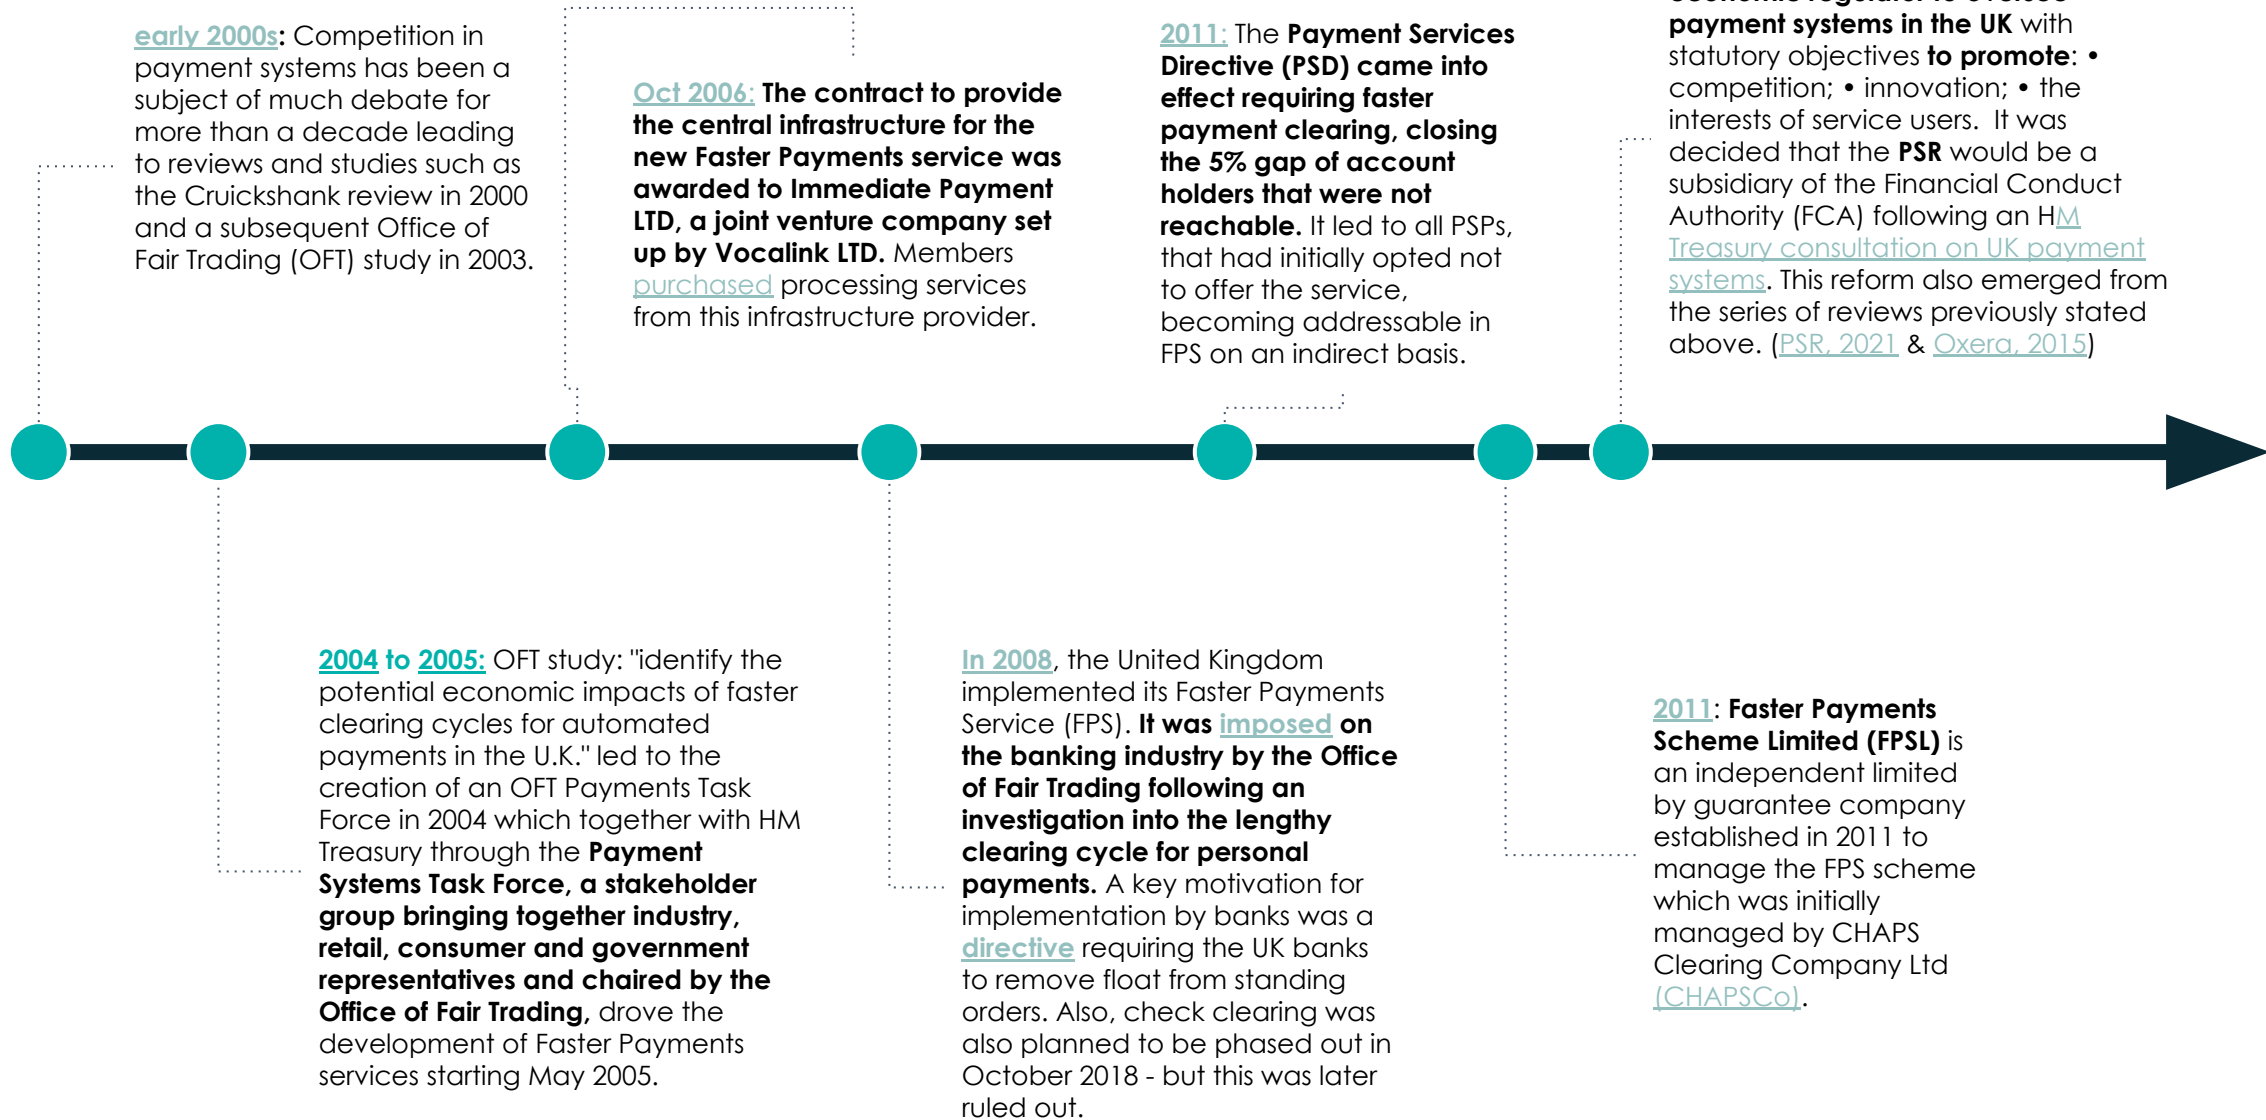 early 2000s: Competition in
payment systems has been a
subject of much debate for
more than a decade leading
to reviews and studies such as
the Cruickshank review in 2000
and a subsequent Office of
Fair Trading (OFT) study in 2003.
Oct 2006: The contract to provide
the central infrastructure for the
new Faster Payments service was
awarded to Immediate Payment
LTD, a joint venture company set
up by Vocalink LTD. Members
purchased processing services
from this infrastructure provider.
2011: The Payment Services
Directive (PSD) came into
effect requiring faster
payment clearing, closing
the 5% gap of account
holders that were not
reachable. It led to all PSPs,
that had initially opted not
to offer the service,
becoming addressable in
FPS on an indirect basis.
economic regulator to oversee
payment systems in the UK with
statutory objectives to promote: •
competition; • innovation; • the
interests of service users. It was
decided that the PSR would be a
subsidiary of the Financial Conduct
Authority (FCA) following an HM
Treasury consultation on UK payment
systems. This reform also emerged from
the series of reviews previously stated
above. (PSR, 2021 & Oxera, 2015)
2004 to 2005: OFT study: "identify the
potential economic impacts of faster
clearing cycles for automated
payments in the U.K." led to the
creation of an OFT Payments Task
Force in 2004 which together with HM
Treasury through the Payment
Systems Task Force, a stakeholder
group bringing together industry,
retail, consumer and government
representatives and chaired by the
Office of Fair Trading, drove the
development of Faster Payments
services starting May 2005.
In 2008, the United Kingdom
implemented its Faster Payments
Service (FPS). It was imposed on
the banking industry by the Office
of Fair Trading following an
investigation into the lengthy
clearing cycle for personal
payments. A key motivation for
implementation by banks was a
directive requiring the UK banks
to remove float from standing
orders. Also, check clearing was
also planned to be phased out in
October 2018 - but this was later
ruled out.
2011: Faster Payments
Scheme Limited (FPSL) is
an independent limited
by guarantee company
established in 2011 to
manage the FPS scheme
which was initially
managed by CHAPS
Clearing Company Ltd
(CHAPSCo).